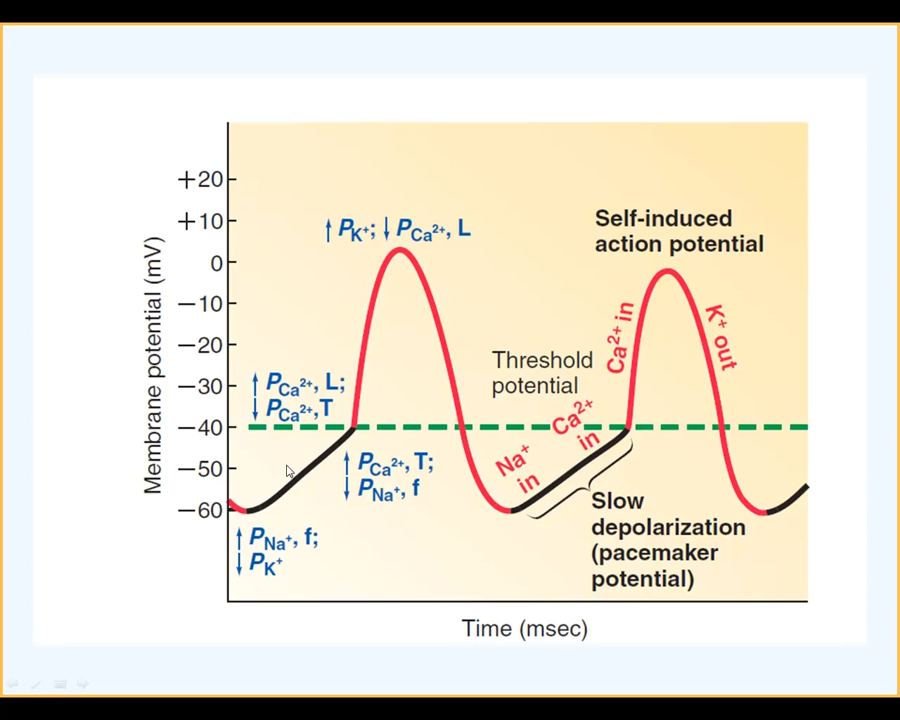 +20
+10
0
−10
−20
−30
−40
−50
−60
Membrane potential (mV)
↑ PK+; ↓ PCa2+, L
Self-induced
action potential
Ca2+ in
K+ out
Threshold
potential
↑ PCa2+, L;
↓ PCa2+,T
Na+
in
Ca2+
in
↑ PCa2+, T;
↓ PNa+, f
Slow
depolarization
(pacemaker
potential)
↑ PNa+, f;
↓ PK+
Time (msec)